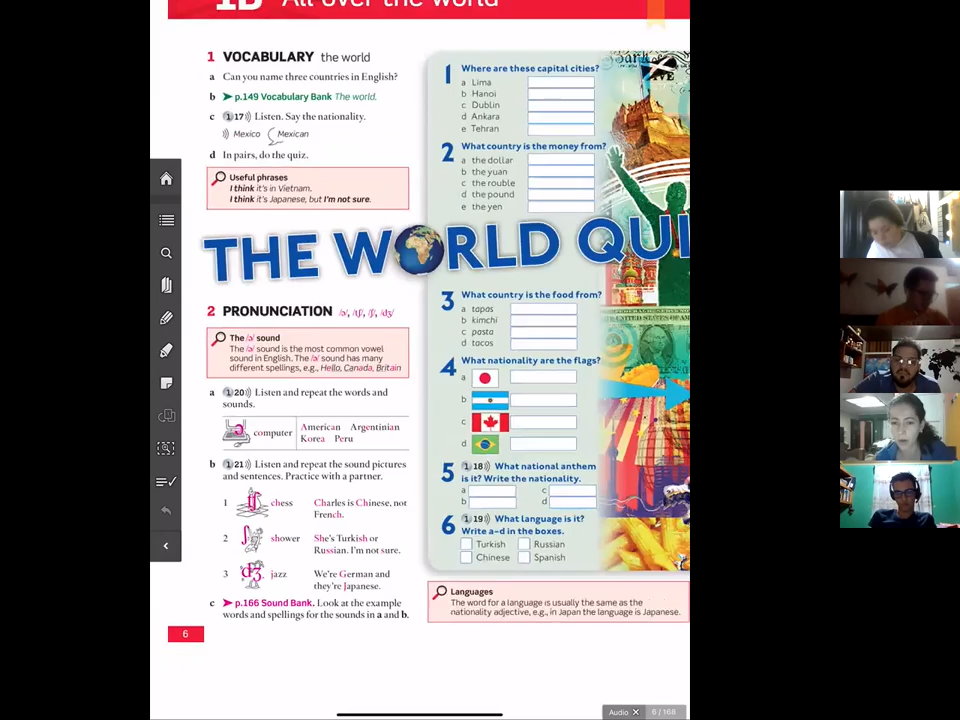 1B All over the world
1 VOCABULARY the world
a Can you name three countries in English?
b ➤ p.149 Vocabulary Bank The world.
c 1 17))) Listen. Say the nationality.
))) Mexico Mexican
d In pairs, do the quiz.
Useful phrases
I think it's in Vietnam.
I think it's Japanese, but I'm not sure.
1 Where are these capital cities?
a Lima
b Hanoi
c Dublin
d Ankara
e Tehran
2 What country is the money from?
a the dollar
b the yuan
c the rouble
d the pound
e the yen
THE WORLD QUI
2 PRONUNCIATION /ə/, /tʃ/, /ʃ/, /dʒ/
The /ə/ sound
The /ə/ sound is the most common vowel
sound in English. The /ə/ sound has many
different spellings, e.g., Hello, Canada, Britain
a 1 20))) Listen and repeat the words and
sounds.
computer American Argentinian
Korea Peru
b 1 21))) Listen and repeat the sound pictures
and sentences. Practice with a partner.
1 chess Charles is Chinese, not
French.
2 shower She's Turkish or
Russian. I'm not sure.
3 jazz We're German and
they're Japanese.
c ➤ p.166 Sound Bank. Look at the example
words and spellings for the sounds in a and b.
3 What country is the food from?
a tapas
b kimchi
c pasta
d tacos
4 What nationality are the flags?
a
b
c
d
5 1 18))) What national anthem
is it? Write the nationality.
a c
b d
6 1 19))) What language is it?
Write a–d in the boxes.
Turkish Russian
Chinese Spanish
Languages
The word for a language is usually the same as the
nationality adjective, e.g., in Japan the language is Japanese.
6
Audio ✕ 6 / 168